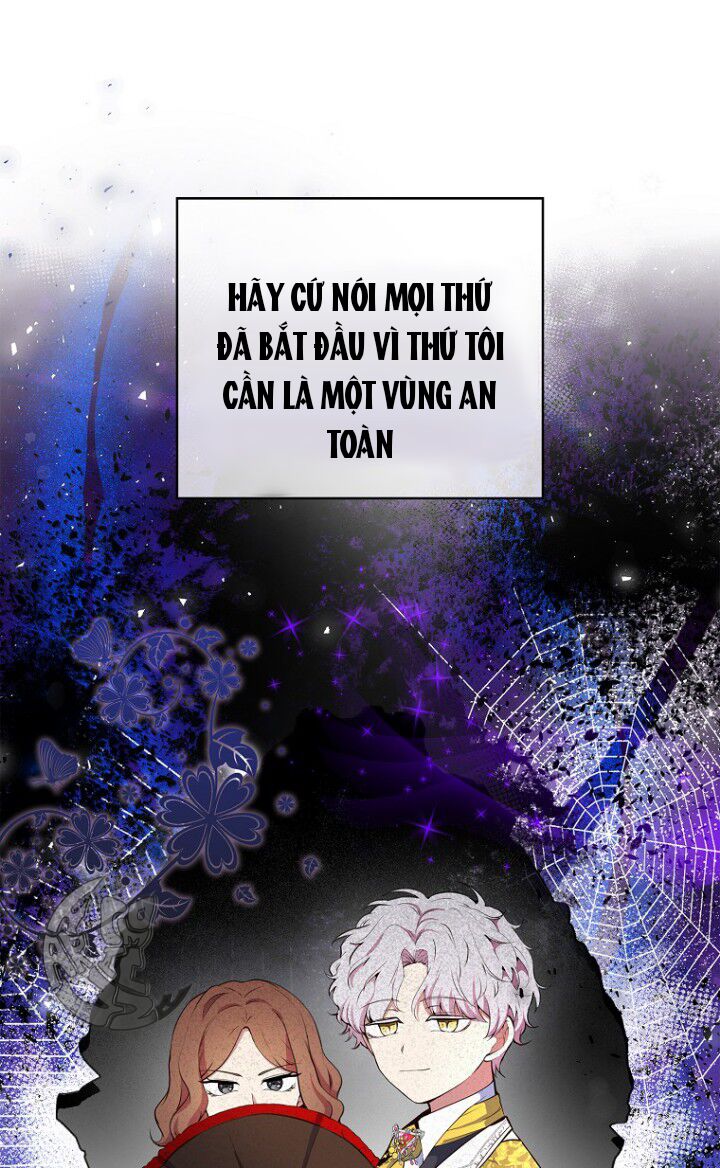 HÃY CỨ NÓI MỌI THỨ
ĐÃ BẮT ĐẦU VÌ THỨ TÔI
CẦN LÀ MỘT VÙNG AN
TOÀN